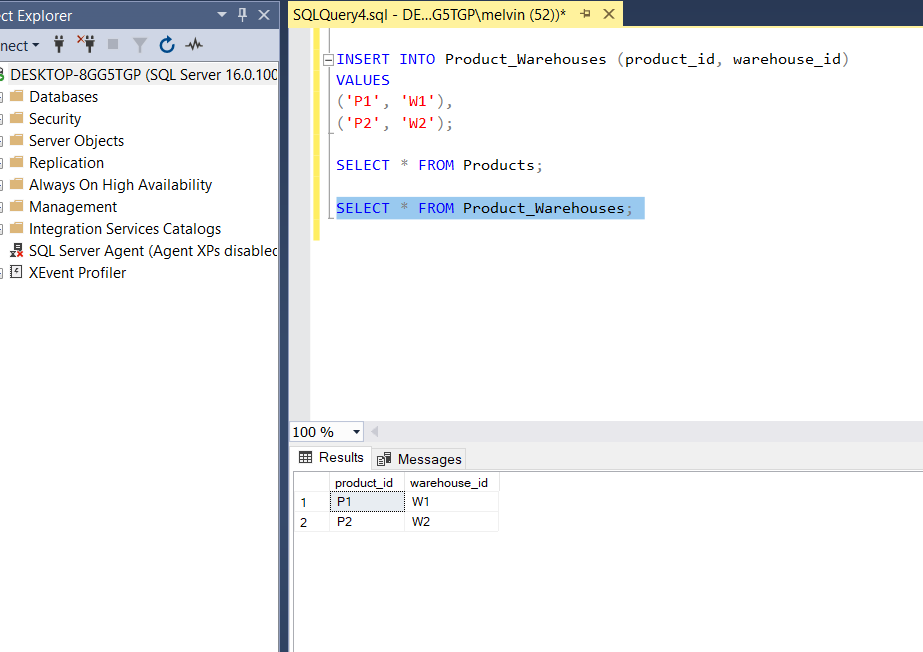 ct Explorer
nect
DESKTOP-8GG5TGP (SQL Server 16.0.100
Databases
Security
Server Objects
Replication
Always On High Availability
Management
Integration Services Catalogs
SQL Server Agent (Agent XPs disabled
XEvent Profiler
SQLQuery4.sql - DE...G5TGP\melvin (52))*
INSERT INTO Product_Warehouses (product_id, warehouse_id)
VALUES
('P1', 'W1'),
('P2', 'W2');
SELECT * FROM Products;
SELECT * FROM Product_Warehouses;
100 %
Results Messages
product_id warehouse_id
1 P1 W1
2 P2 W2